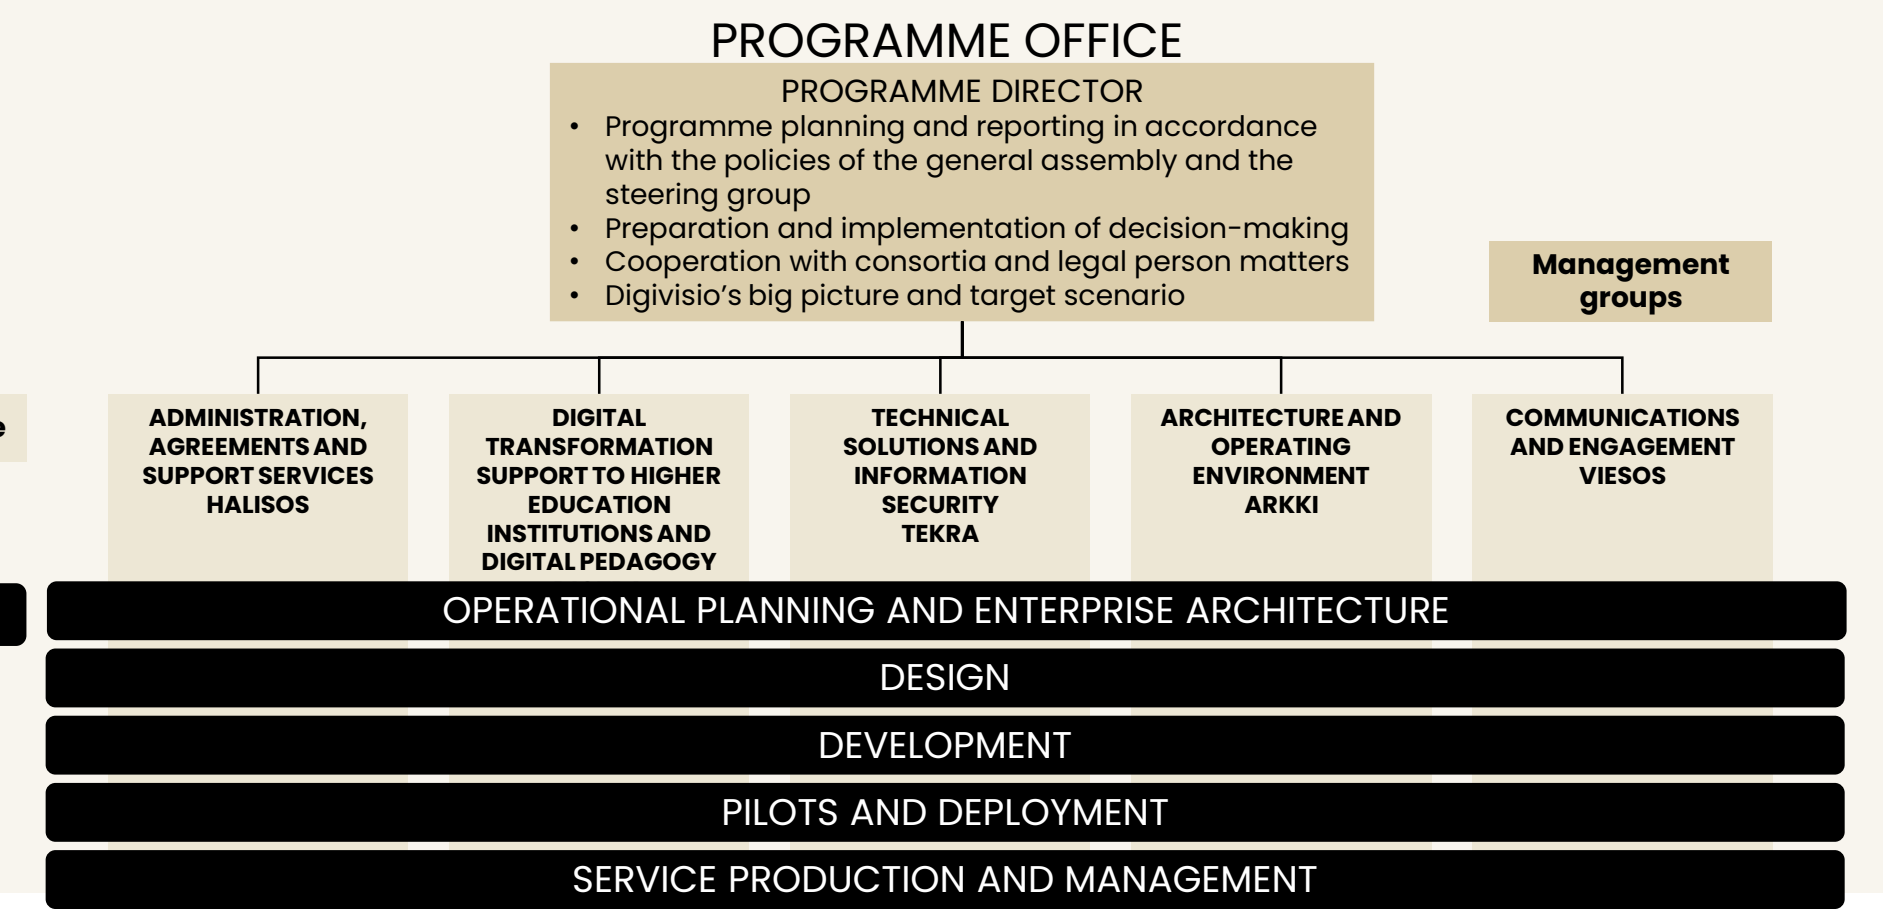 PROGRAMME OFFICE
PROGRAMME DIRECTOR
• Programme planning and reporting in accordance
with the policies of the general assembly and the
steering group
• Preparation and implementation of decision-making
• Cooperation with consortia and legal person matters
• Digivisio’s big picture and target scenario
Management
groups
ADMINISTRATION,
AGREEMENTS AND
SUPPORT SERVICES
HALISOS
DIGITAL
TRANSFORMATION
SUPPORT TO HIGHER
EDUCATION
INSTITUTIONS AND
DIGITAL PEDAGOGY
TECHNICAL
SOLUTIONS AND
INFORMATION
SECURITY
TEKRA
ARCHITECTURE AND
OPERATING
ENVIRONMENT
ARKKI
COMMUNICATIONS
AND ENGAGEMENT
VIESOS
OPERATIONAL PLANNING AND ENTERPRISE ARCHITECTURE
DESIGN
DEVELOPMENT
PILOTS AND DEPLOYMENT
SERVICE PRODUCTION AND MANAGEMENT